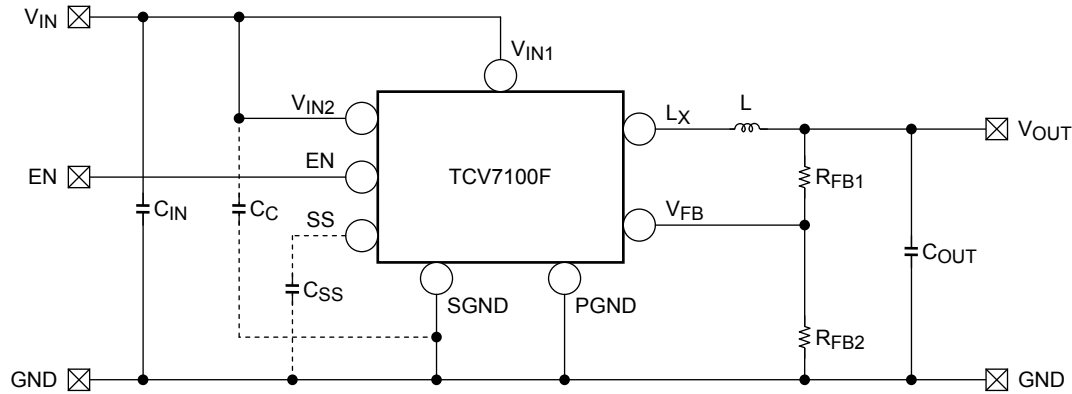 VIN
VIN1
VIN2
LX
L
VOUT
EN
EN
TCV7100F
RFB1
CIN
CC
SS
VFB
COUT
CSS
SGND
PGND
RFB2
GND
GND